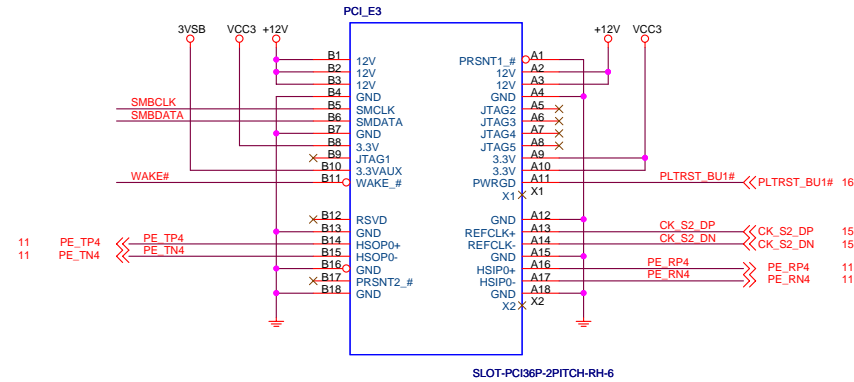 PCI_E3
3VSB VCC3 +12V +12V VCC3
B1 12V PRSNT1_# A1
B2 12V 12V A2
B3 12V 12V A3
B4 GND GND A4
SMBCLK B5 SMCLK JTAG2 A5
SMBDATA B6 SMDATA JTAG3 A6
B7 GND JTAG4 A7
B8 3.3V JTAG5 A8
B9 JTAG1 3.3V A9
B10 3.3VAUX 3.3V A10
WAKE# B11 WAKE_# PWRGD A11 PLTRST_BU1# PLTRST_BU1# 16
X1 X1
B12 RSVD GND A12
B13 GND REFCLK+ A13 CK_S2_DP CK_S2_DP 15
11 PE_TP4 PE_TP4 B14 HSOP0+ REFCLK- A14 CK_S2_DN CK_S2_DN 15
11 PE_TN4 PE_TN4 B15 HSOP0- GND A15
B16 GND HSIP0+ A16 PE_RP4 PE_RP4 11
B17 PRSNT2_# HSIP0- A17 PE_RN4 PE_RN4 11
B18 GND GND A18
X2 X2
SLOT-PCI36P-2PITCH-RH-6